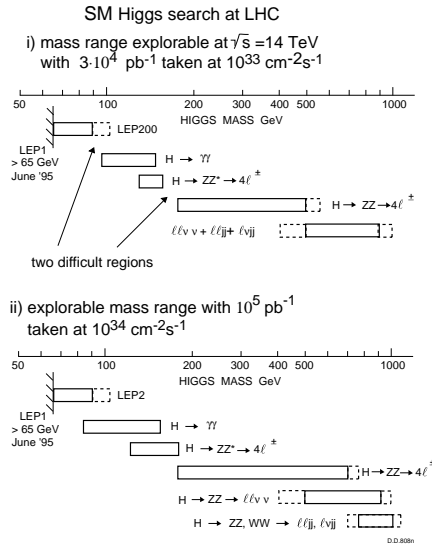 SM Higgs search at LHC
i) mass range explorable at √s =14 TeV
with 3·10⁴ pb⁻¹ taken at 10³³ cm⁻²s⁻¹
50 100 200 300 400 500 1000
HIGGS MASS GeV
LEP200
LEP1
> 65 GeV
June '95
H → γγ
H → ZZ* → 4ℓ ±
H → ZZ → 4ℓ ±
ℓℓν ν + ℓℓjj+ ℓνjj
two difficult regions
ii) explorable mass range with 10⁵ pb⁻¹
taken at 10³⁴ cm⁻²s⁻¹
50 100 200 300 400 500 1000
HIGGS MASS GeV
LEP2
LEP1
> 65 GeV
June '95
H → γγ
H → ZZ* → 4ℓ ±
H → ZZ → 4ℓ ±
H → ZZ → ℓℓν ν
H → ZZ, WW → ℓℓjj, ℓνjj
D.D.808n